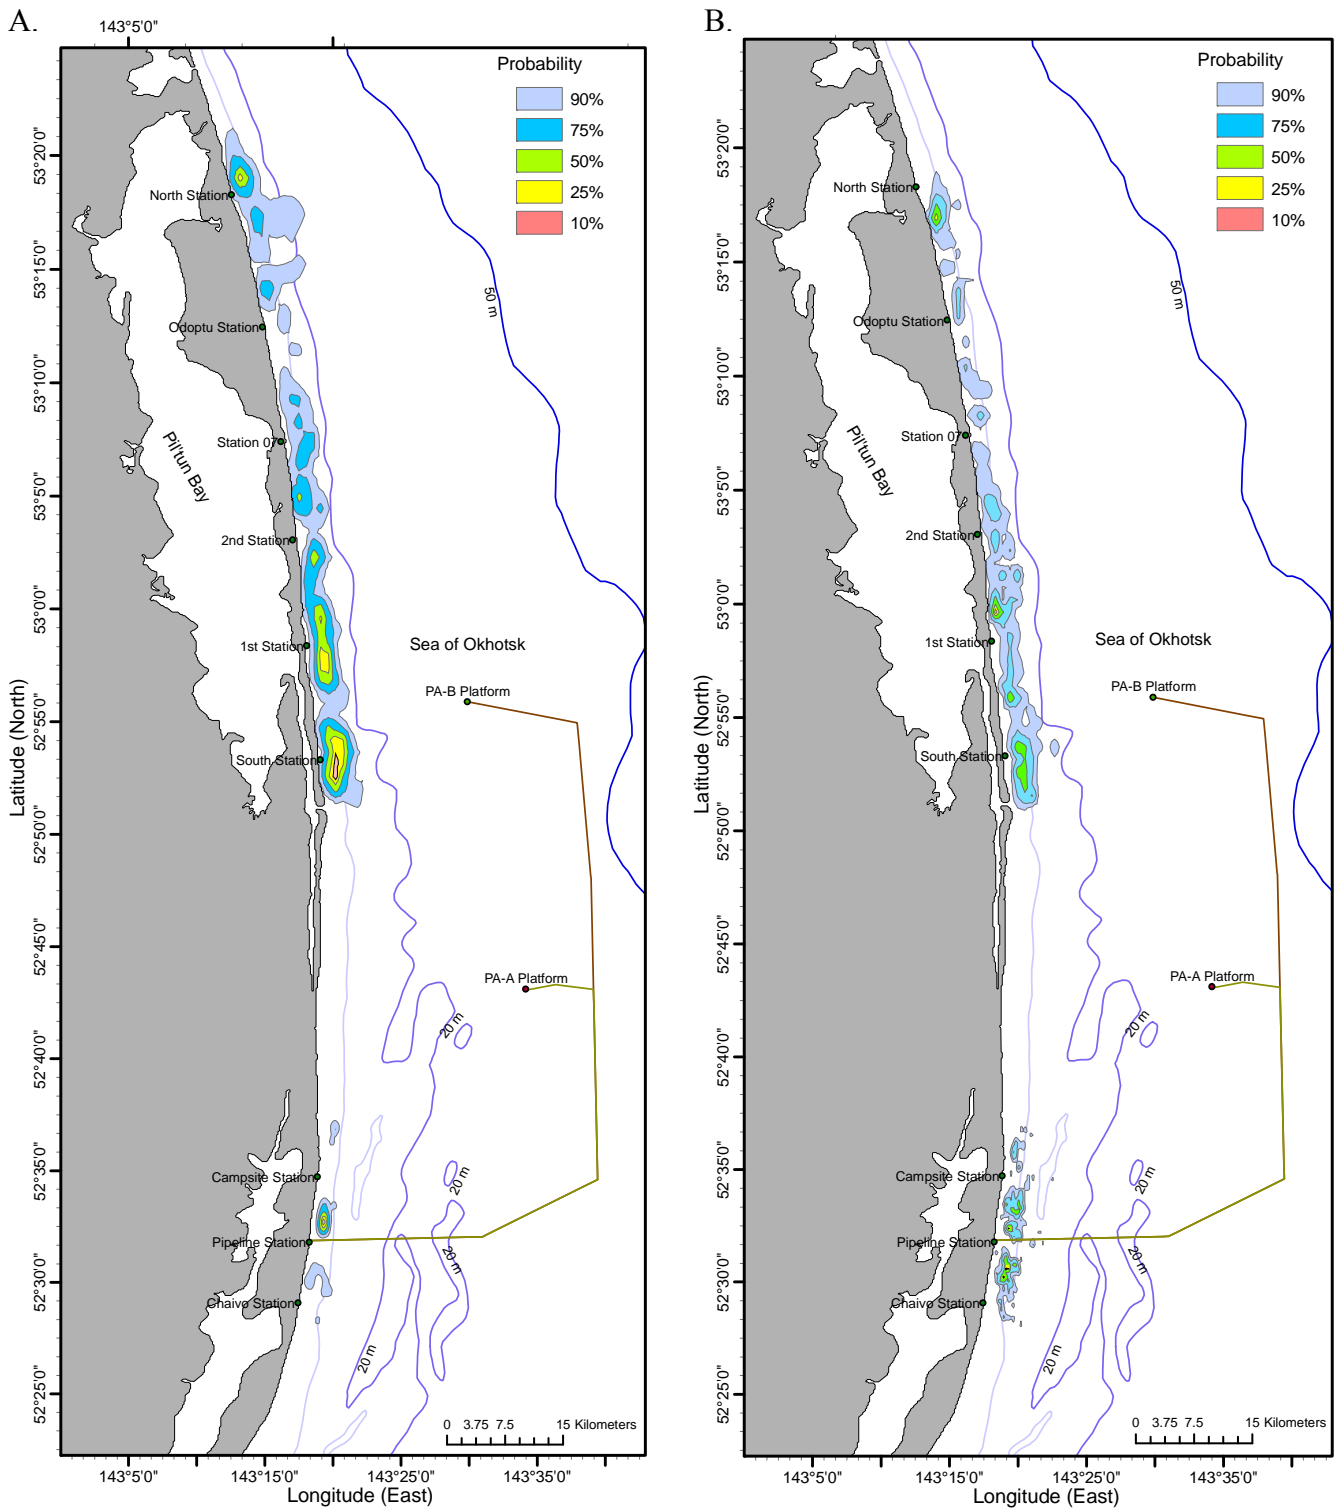 A.
143°5'0"
Probability
90%
75%
50%
25%
10%
53°20'0"
53°15'0"
53°10'0"
53°5'0"
53°0'0"
52°55'0"
52°50'0"
52°45'0"
52°40'0"
52°35'0"
52°30'0"
52°25'0"
Latitude (North)
North Station
Odoptu Station
Station 07
2nd Station
1st Station
South Station
Campsite Station
Pipeline Station
Chaivo Station
Pil'tun Bay
Sea of Okhotsk
PA-B Platform
PA-A Platform
50 m
20 m
20 m
20 m
20 m
0 3.75 7.5 15 Kilometers
143°5'0" 143°15'0" 143°25'0" 143°35'0"
Longitude (East)
B.
Probability
90%
75%
50%
25%
10%
53°20'0"
53°15'0"
53°10'0"
53°5'0"
53°0'0"
52°55'0"
52°50'0"
52°45'0"
52°40'0"
52°35'0"
52°30'0"
52°25'0"
Latitude (North)
North Station
Odoptu Station
Station 07
2nd Station
1st Station
South Station
Campsite Station
Pipeline Station
Chaivo Station
Pil'tun Bay
Sea of Okhotsk
PA-B Platform
PA-A Platform
50 m
20 m
20 m
20 m
20 m
0 3.75 7.5 15 Kilometers
143°5'0" 143°15'0" 143°25'0" 143°35'0"
Longitude (East)